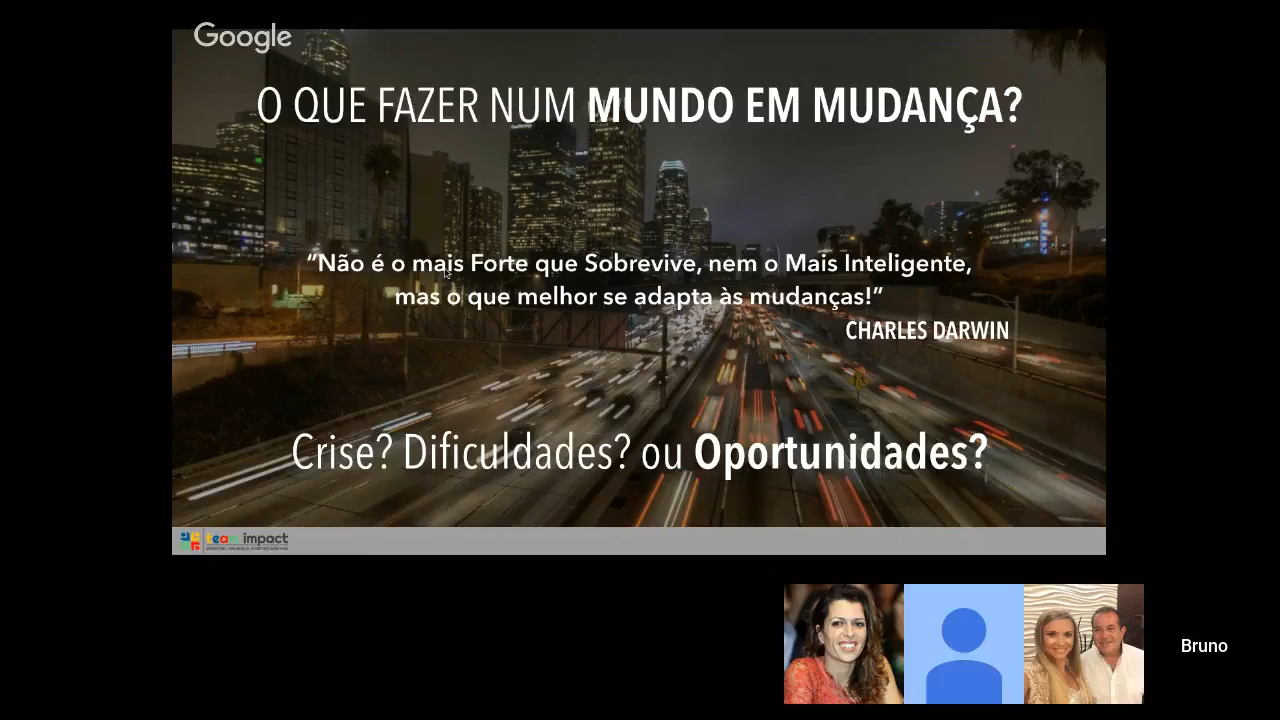 Google
O QUE FAZER NUM MUNDO EM MUDANÇA?
“Não é o mais Forte que Sobrevive, nem o Mais Inteligente,
mas o que melhor se adapta às mudanças!”
CHARLES DARWIN
Crise? Dificuldades? ou Oportunidades?
team impact
Bruno